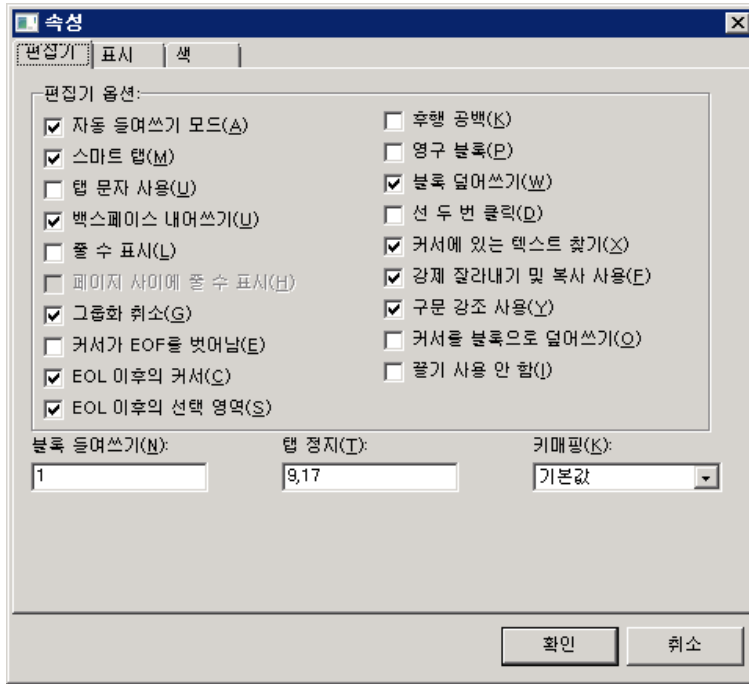 속성
편집기 표시 색
편집기 옵션:
자동 들여쓰기 모드(A)
스마트 탭(M)
탭 문자 사용(U)
백스페이스 내어쓰기(U)
줄 수 표시(L)
페이지 사이에 줄 수 표시(H)
그룹화 취소(G)
커서가 EOF를 벗어남(E)
EOL 이후의 커서(C)
EOL 이후의 선택 영역(S)
후행 공백(K)
영구 블록(P)
블록 덮어쓰기(W)
선 두 번 클릭(D)
커서에 있는 텍스트 찾기(X)
강제 잘라내기 및 복사 사용(F)
구문 강조 사용(Y)
커서를 블록으로 덮어쓰기(O)
끌기 사용 안 함(I)
블록 들여쓰기(N): 탭 정지(T): 키매핑(K):
1 9,17 기본값
확인 취소